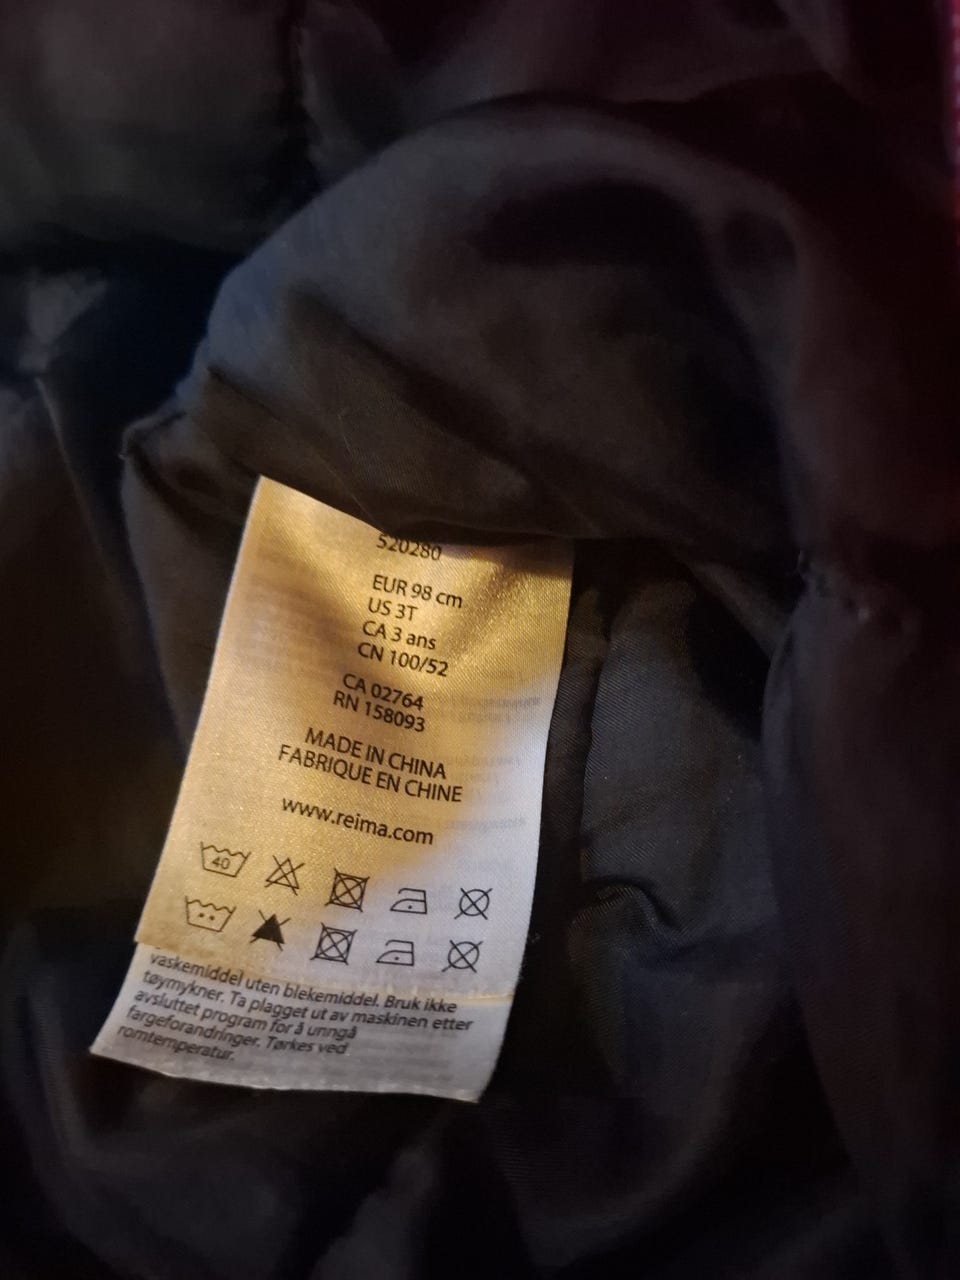 520280
EUR 98 cm
US 3T
CA 3 ans
CN 100/52
CA 02764
RN 158093
MADE IN CHINA
FABRIQUE EN CHINE
www.reima.com
40
vaskemiddel uten blekemiddel. Bruk ikke
tøymykner. Ta plagget ut av maskinen etter
avsluttet program for å unngå
fargeforandringer. Tørkes ved
romtemperatur.